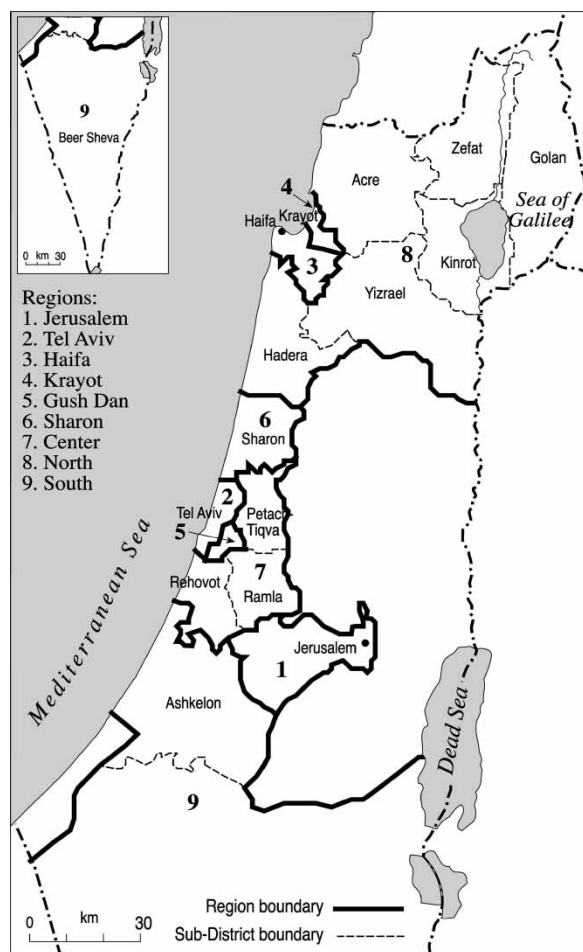 9
Beer Sheva
0 km 30
Regions:
1. Jerusalem
2. Tel Aviv
3. Haifa
4. Krayot
5. Gush Dan
6. Sharon
7. Center
8. North
9. South
Zefat
Golan
Acre
4
Sea of
Galilee
Haifa
Krayot
8
Kinrot
3
Yizrael
Hadera
6
Sharon
2
Tel Aviv
Petach
Tiqva
5
Rehovot
7
Ramla
Mediterranean Sea
Jerusalem
1
Ashkelon
Dead Sea
9
km
0 30
Region boundary
Sub-District boundary